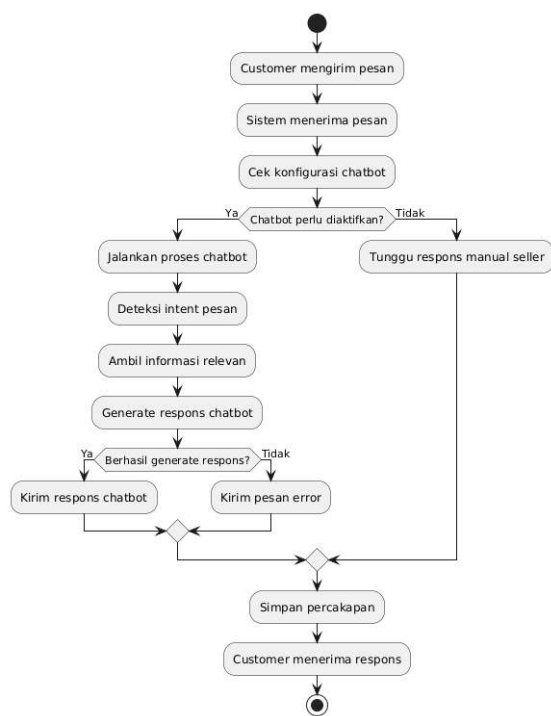 Customer mengirim pesan
Sistem menerima pesan
Cek konfigurasi chatbot
Ya
Chatbot perlu diaktifkan?
Tidak
Jalankan proses chatbot
Tunggu respons manual seller
Deteksi intent pesan
Ambil informasi relevan
Generate respons chatbot
Ya
Berhasil generate respons?
Tidak
Kirim respons chatbot
Kirim pesan error
Simpan percakapan
Customer menerima respons